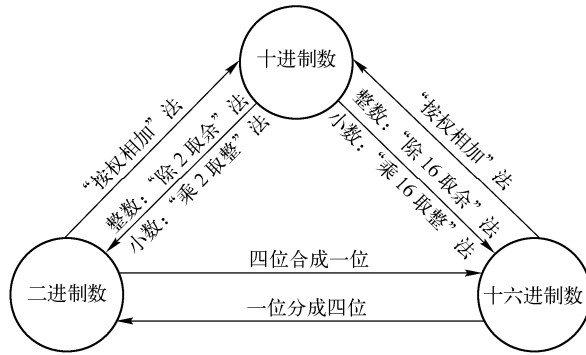 十进制数
“按权相加”法
整数：“除2取余”法
小数：“乘2取整”法
“按权相加”法
整数：“除16取余”法
小数：“乘16取整”法
二进制数
四位合成一位
一位分成四位
十六进制数